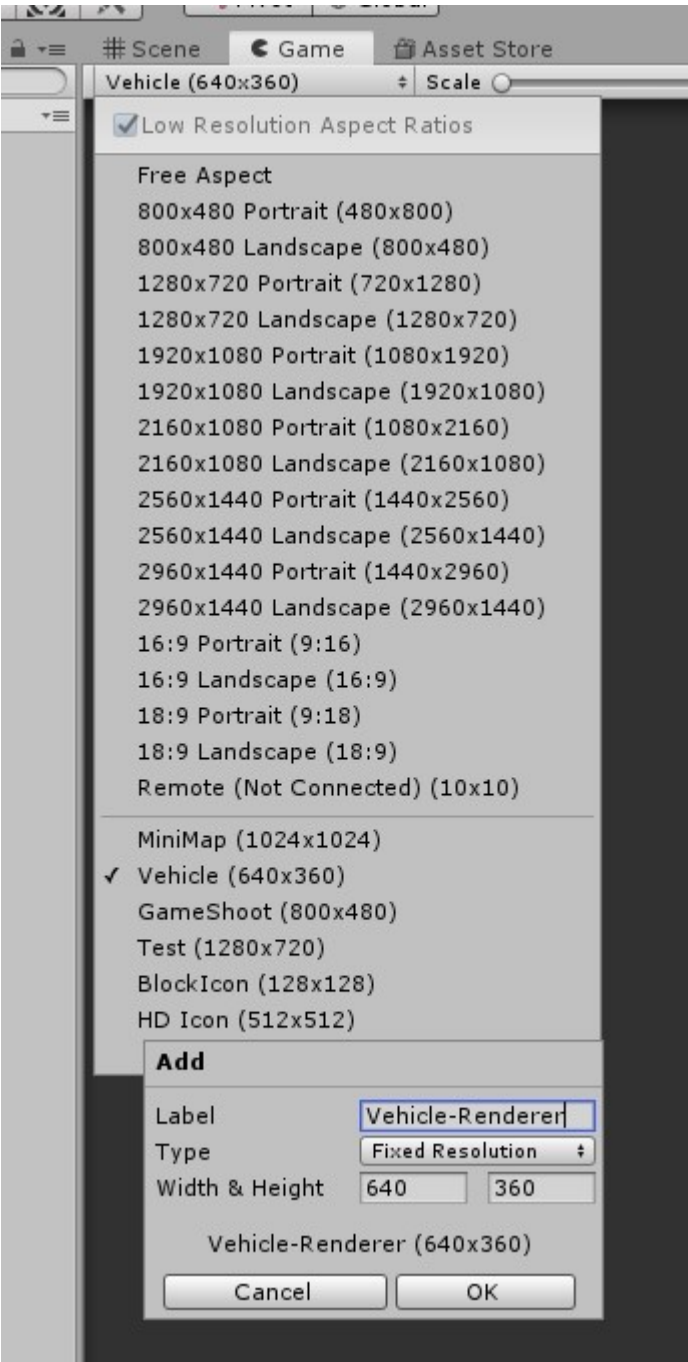 Scene Game Asset Store
Vehicle (640x360) Scale
Low Resolution Aspect Ratios
Free Aspect
800x480 Portrait (480x800)
800x480 Landscape (800x480)
1280x720 Portrait (720x1280)
1280x720 Landscape (1280x720)
1920x1080 Portrait (1080x1920)
1920x1080 Landscape (1920x1080)
2160x1080 Portrait (1080x2160)
2160x1080 Landscape (2160x1080)
2560x1440 Portrait (1440x2560)
2560x1440 Landscape (2560x1440)
2960x1440 Portrait (1440x2960)
2960x1440 Landscape (2960x1440)
16:9 Portrait (9:16)
16:9 Landscape (16:9)
18:9 Portrait (9:18)
18:9 Landscape (18:9)
Remote (Not Connected) (10x10)
MiniMap (1024x1024)
Vehicle (640x360)
GameShoot (800x480)
Test (1280x720)
BlockIcon (128x128)
HD Icon (512x512)
Add
Label Vehicle-Renderer
Type Fixed Resolution
Width & Height 640 360
Vehicle-Renderer (640x360)
Cancel OK